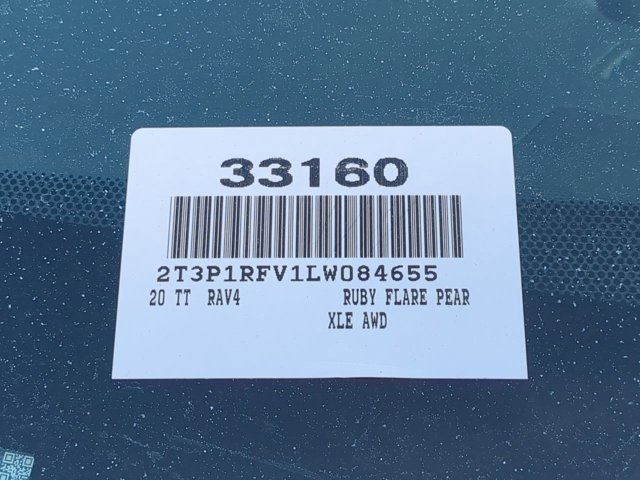 33160
2T3P1RFV1LW084655
20 TT RAV4 RUBY FLARE PEAR
XLE AWD